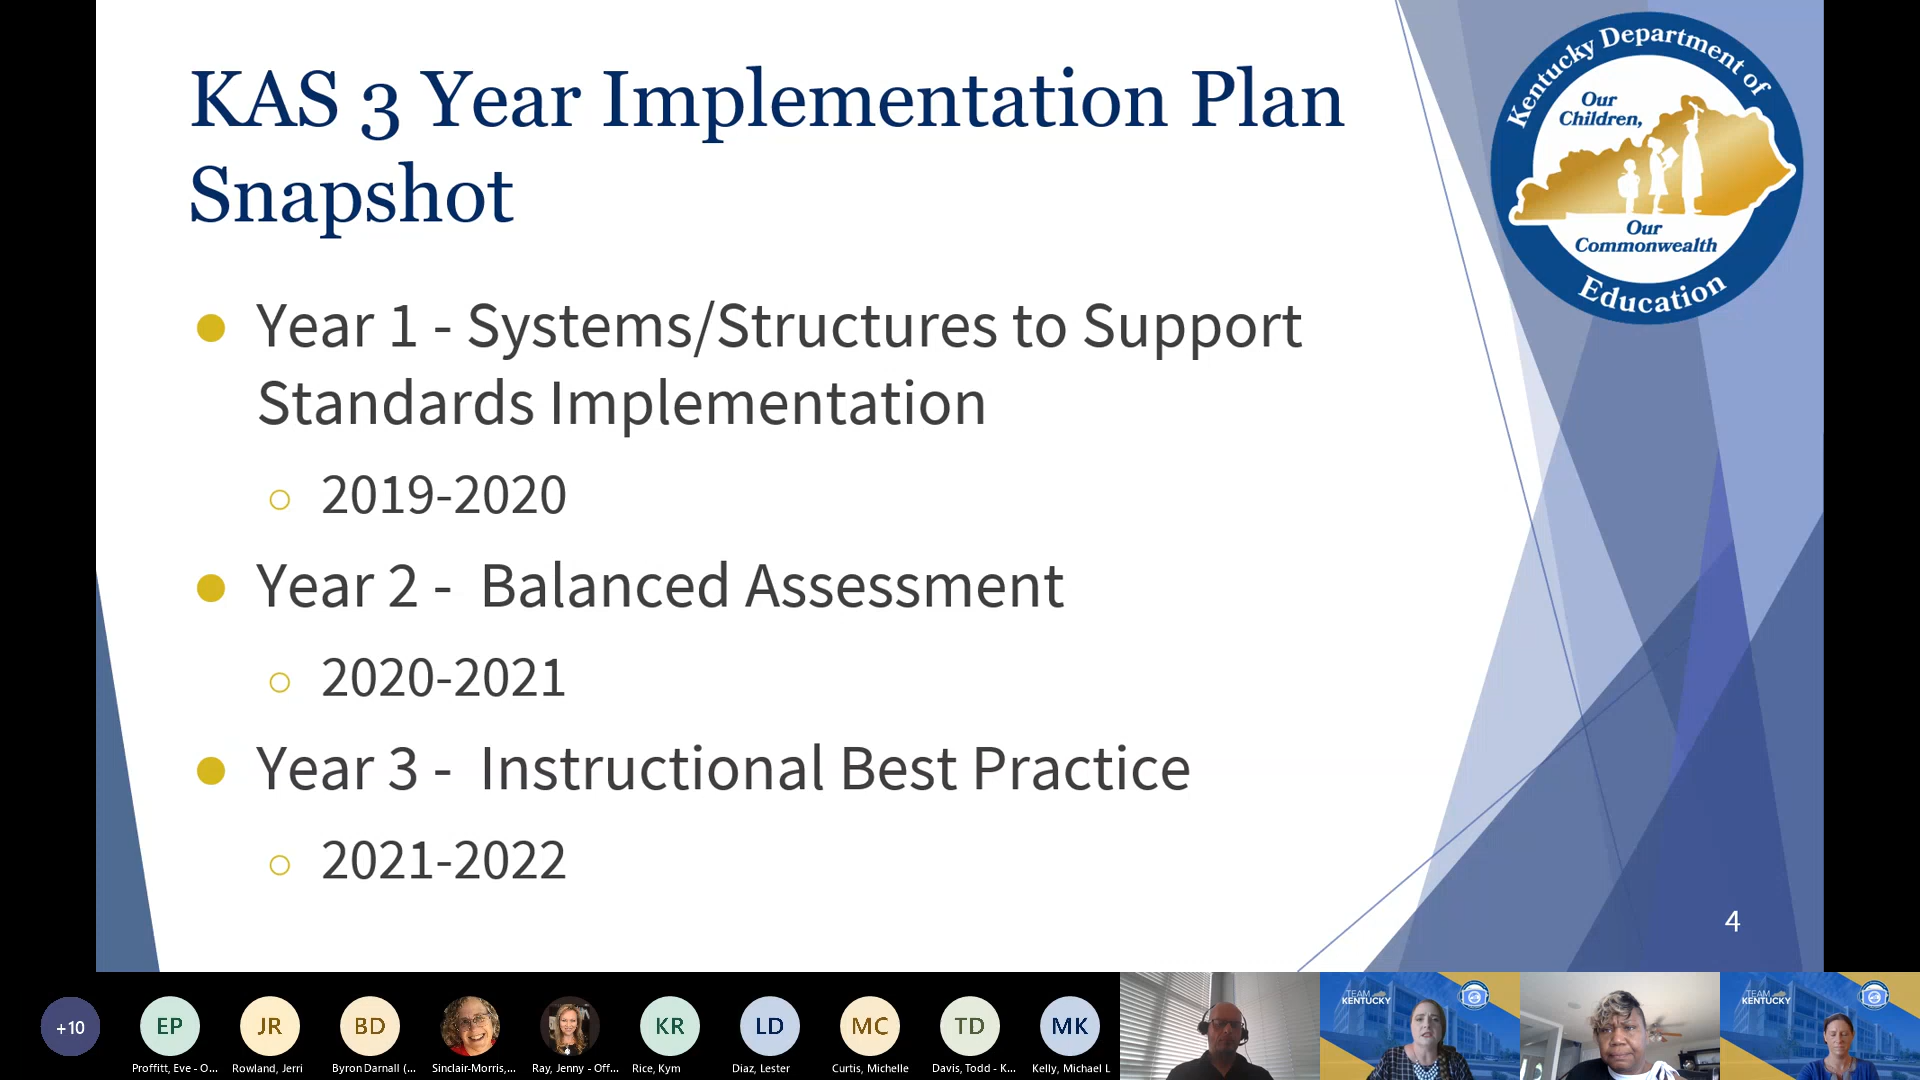 KAS 3 Year Implementation Plan
Snapshot
Kentucky Department of
Our
Children,
Our
Commonwealth
Education
● Year 1 - Systems/Structures to Support
Standards Implementation
○ 2019-2020
● Year 2 - Balanced Assessment
○ 2020-2021
● Year 3 - Instructional Best Practice
○ 2021-2022
4
+10
EP
Proffitt, Eve - O...
JR
Rowland, Jerri
BD
Byron Darnall (...
Sinclair-Morris,...
Ray, Jenny - Off...
KR
Rice, Kym
LD
Diaz, Lester
MC
Curtis, Michelle
TD
Davis, Todd - K...
MK
Kelly, Michael L
TEAM
KENTUCKY
TEAM
KENTUCKY